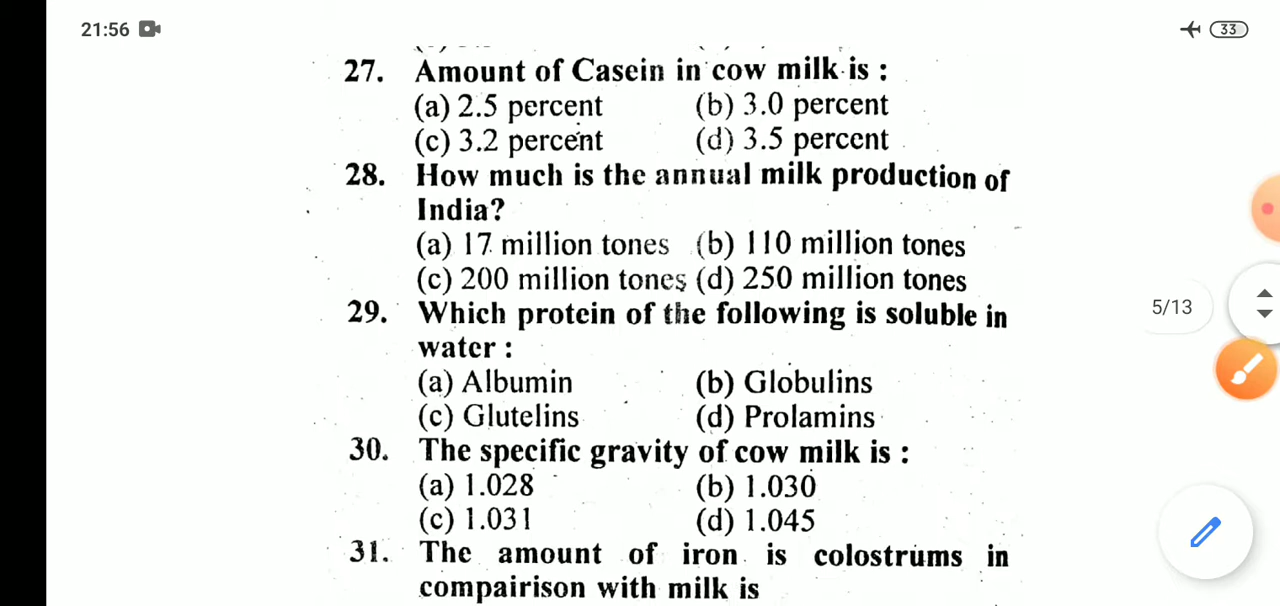 21:56
33
27. Amount of Casein in cow milk is :
(a) 2.5 percent (b) 3.0 percent
(c) 3.2 percent (d) 3.5 percent
28. How much is the annual milk production of
India?
(a) 17 million tones (b) 110 million tones
(c) 200 million tones (d) 250 million tones
29. Which protein of the following is soluble in
water :
(a) Albumin (b) Globulins
(c) Glutelins (d) Prolamins
30. The specific gravity of cow milk is :
(a) 1.028 (b) 1.030
(c) 1.031 (d) 1.045
31. The amount of iron is colostrums in
compairison with milk is
5/13